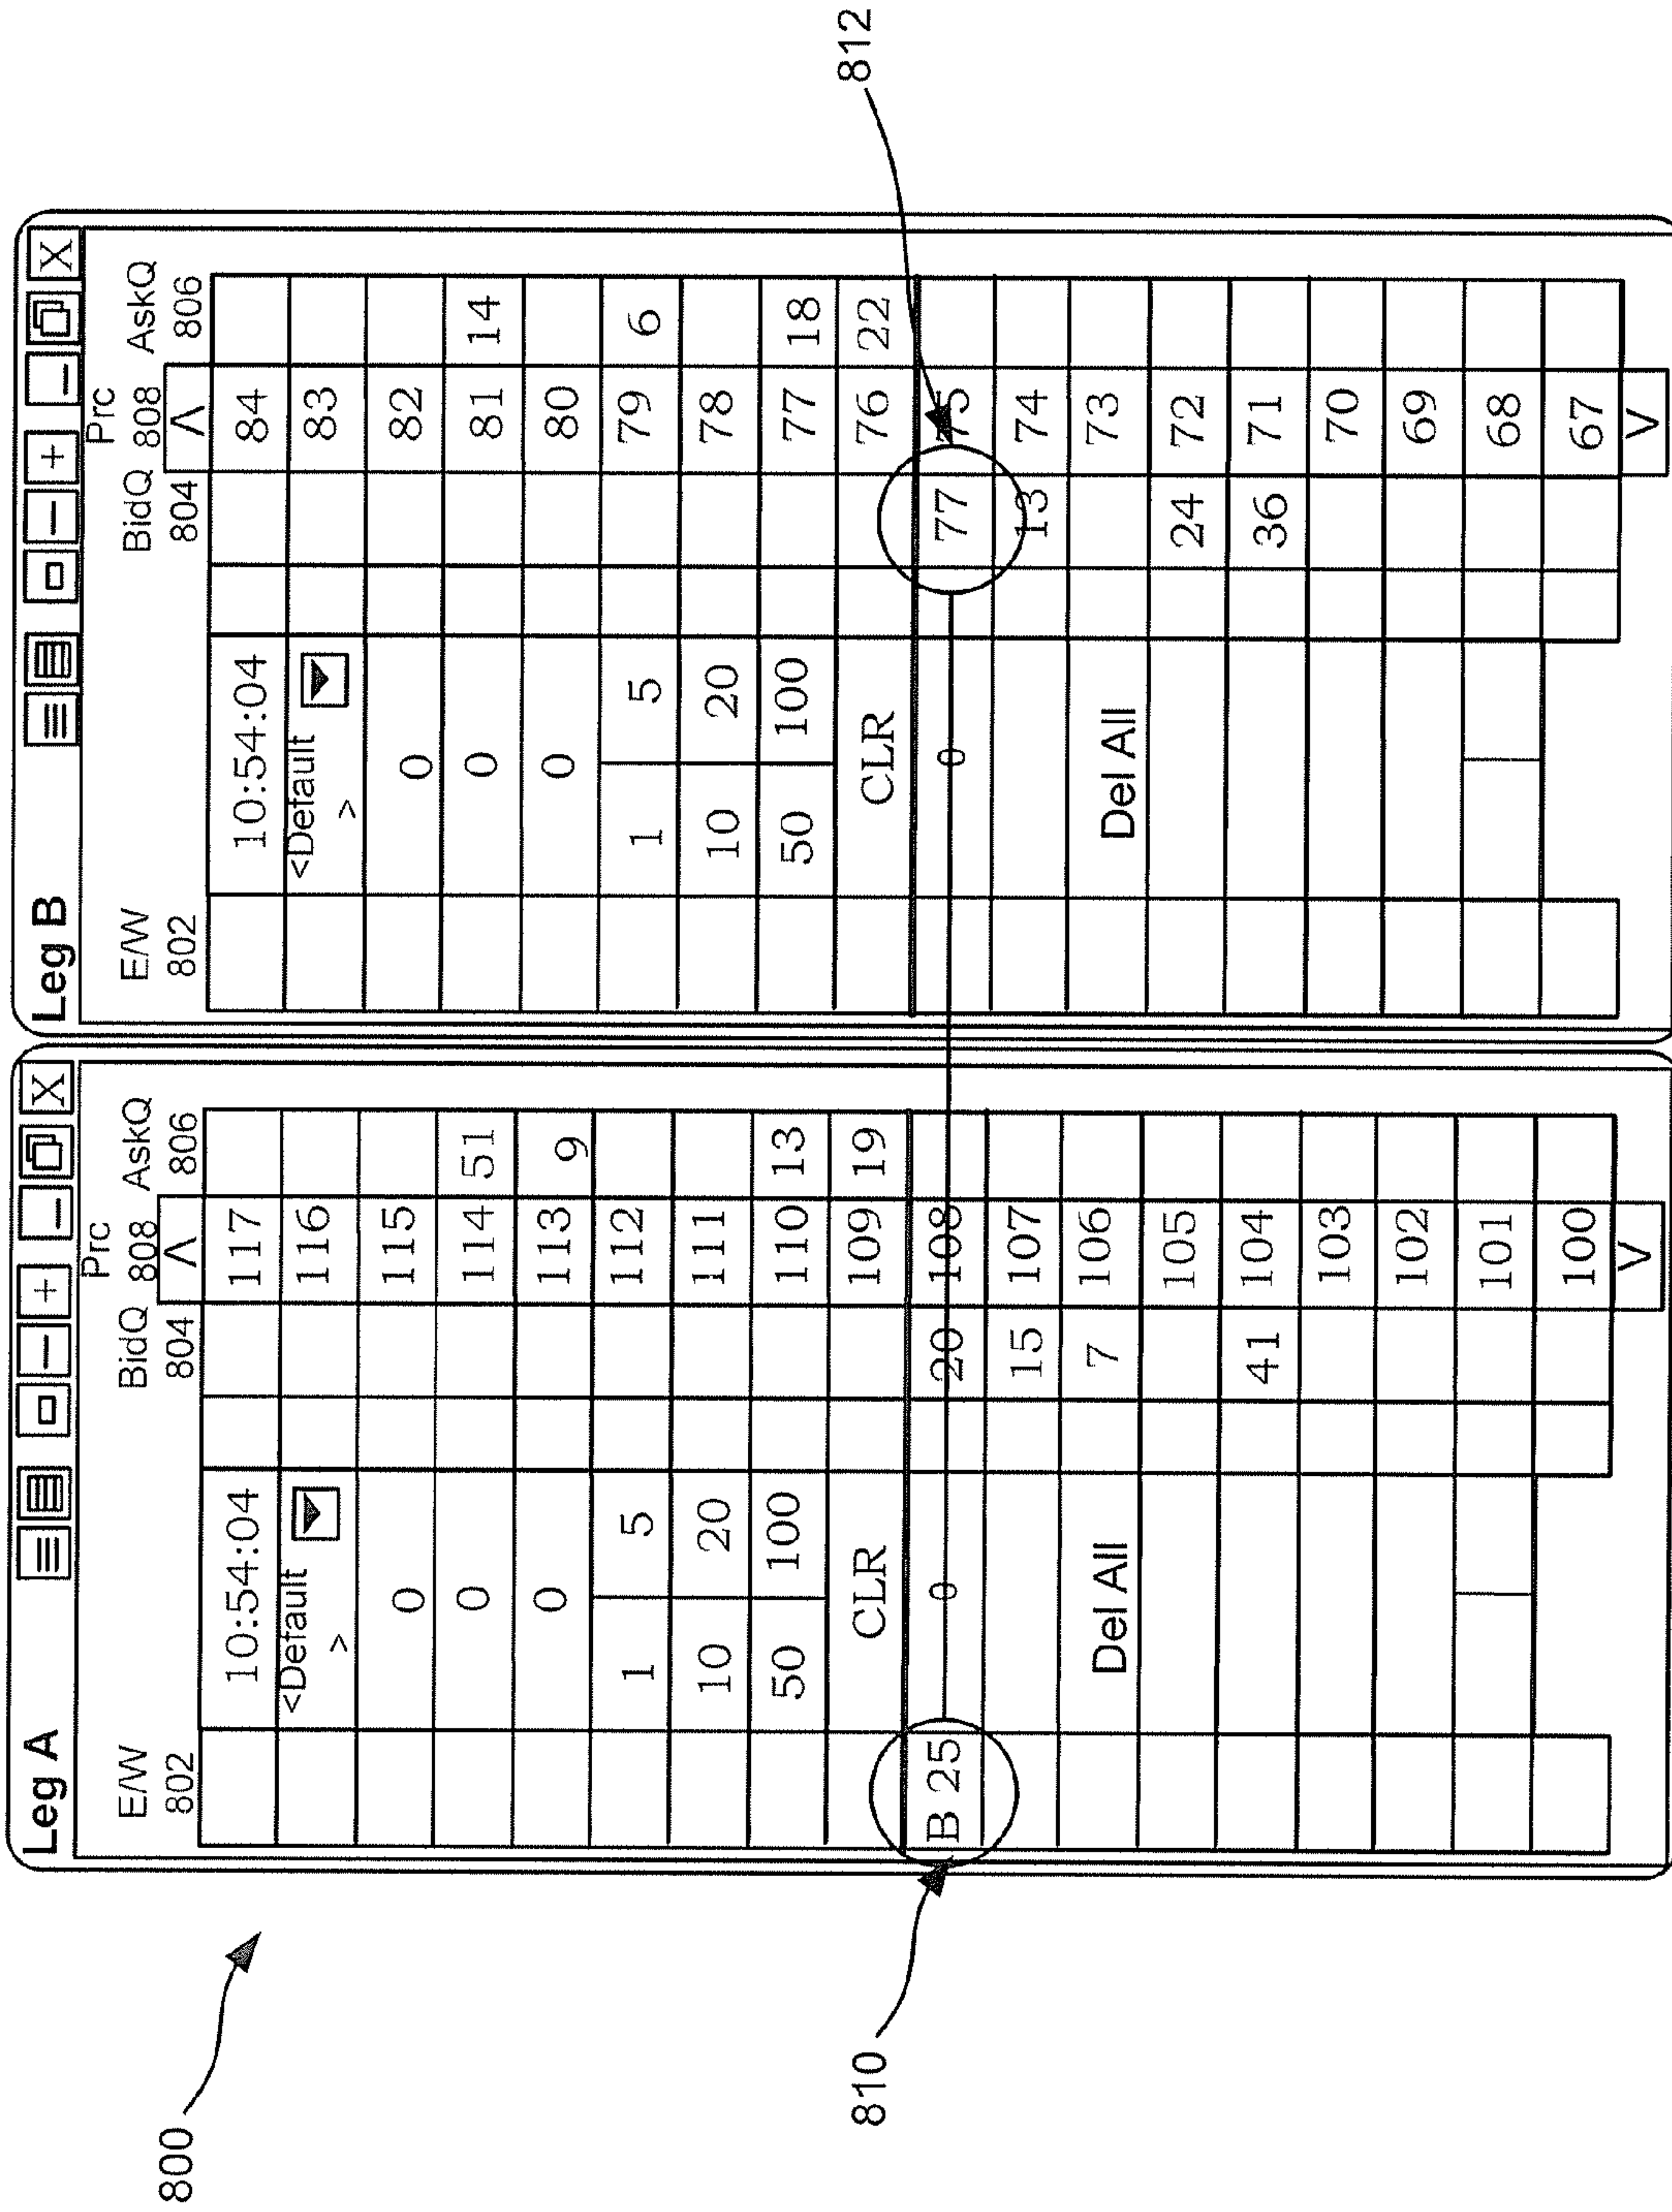 800
Leg A
X
Prc
E/W BidQ AskQ
802 804 808 806
Λ
10:54:04 117
<Default 116
>
0 115
0 114 51
0 113 9
1 5 112
10 20 111
50 100 110 13
CLR 109 19
B 25 0 20 108
15 107
Del All 7 106
105
41 104
103
102
101
100
V
810
Leg B
X
Prc
E/W BidQ AskQ
802 804 808 806
Λ
10:54:04 84
<Default 83
>
0 82
0 81 14
0 80
1 5 79 6
10 20 78
50 100 77 18
CLR 76 22
0 77 75
13 74
Del All 73
24 72
36 71
70
69
68
67
V
812